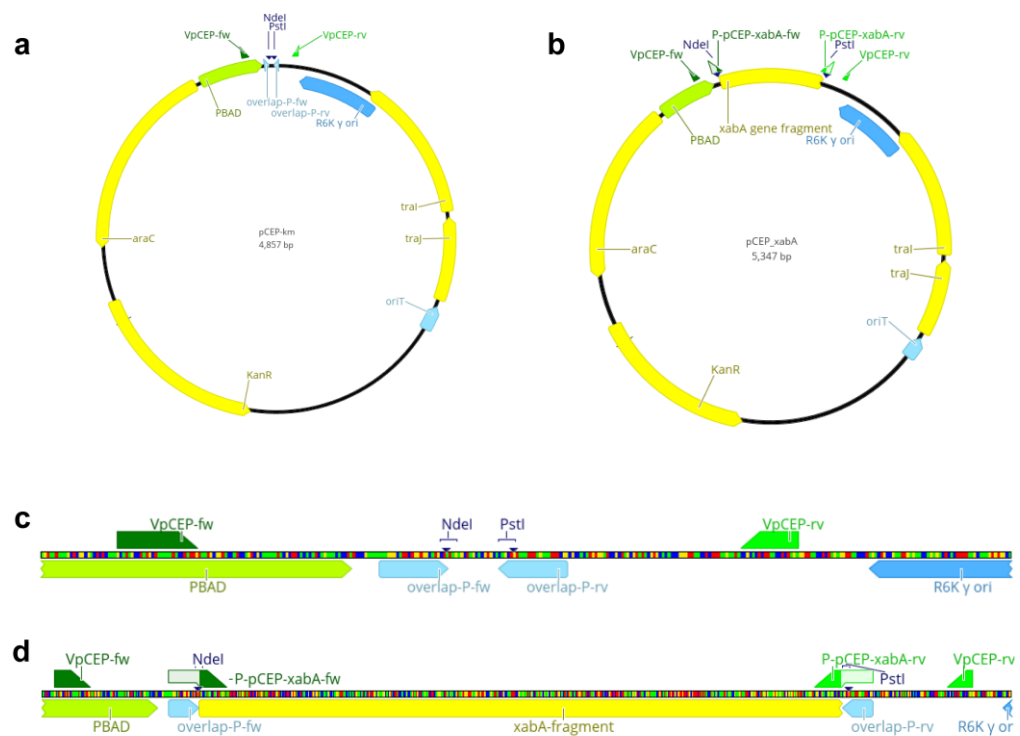 a
NdeI
PstI
VpCEP-fw
VpCEP-rv
PBAD
overlap-P-fw
overlap-P-rv
R6K γ ori
traI
traJ
pCEP-km
4,857 bp
araC
oriT
KanR
b
P-pCEP-xabA-fw
P-pCEP-xabA-rv
NdeI
PstI
VpCEP-fw
VpCEP-rv
xabA gene fragment
PBAD
R6K γ ori
pCEP_xabA
5,347 bp
araC
traI
traJ
oriT
KanR
c
VpCEP-fw
NdeI
PstI
VpCEP-rv
PBAD
overlap-P-fw
overlap-P-rv
R6K γ ori
d
VpCEP-fw
NdeI
P-pCEP-xabA-fw
P-pCEP-xabA-rv
PstI
VpCEP-rv
PBAD
overlap-P-fw
xabA-fragment
overlap-P-rv
R6K γ ori